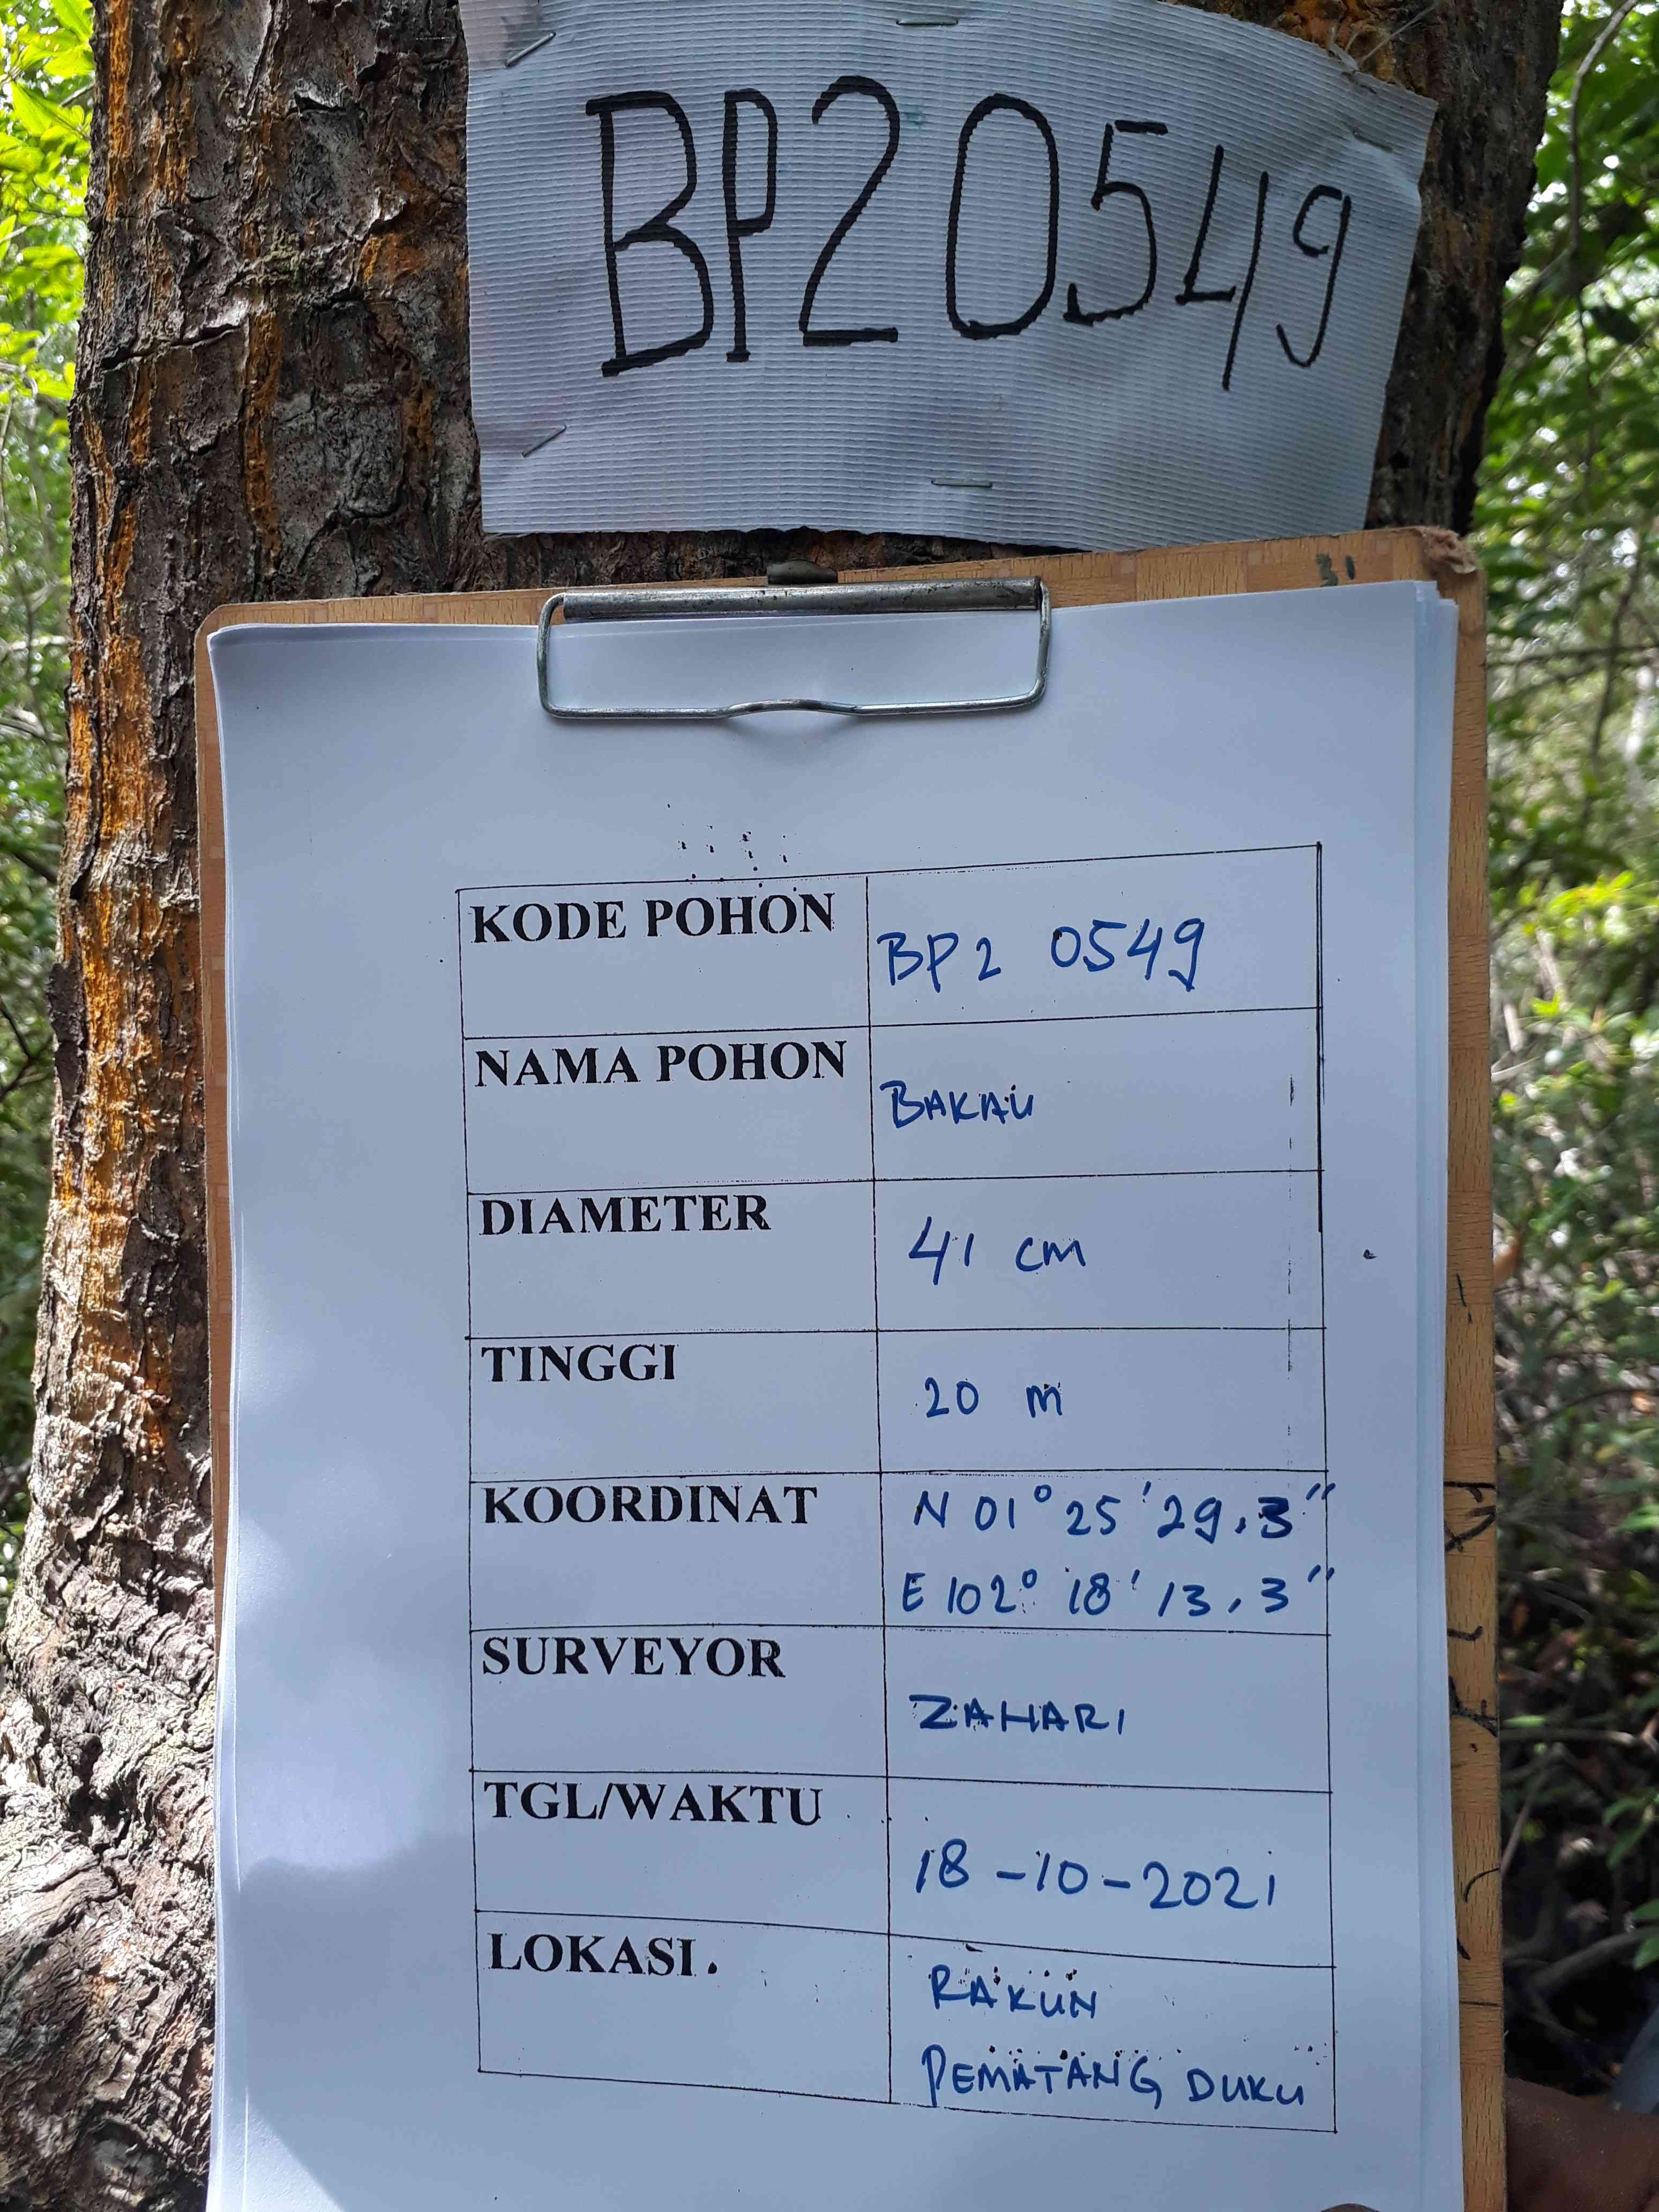 BP20549
KODE POHON BP2 0549
NAMA POHON BAKAU
DIAMETER 41 cm
TINGGI 20 m
KOORDINAT N 01° 25' 29,3"
E 102° 18' 13,3"
SURVEYOR ZAHARI
TGL/WAKTU 18-10-2021
LOKASI. RAKUN
PEMATANG DUKU